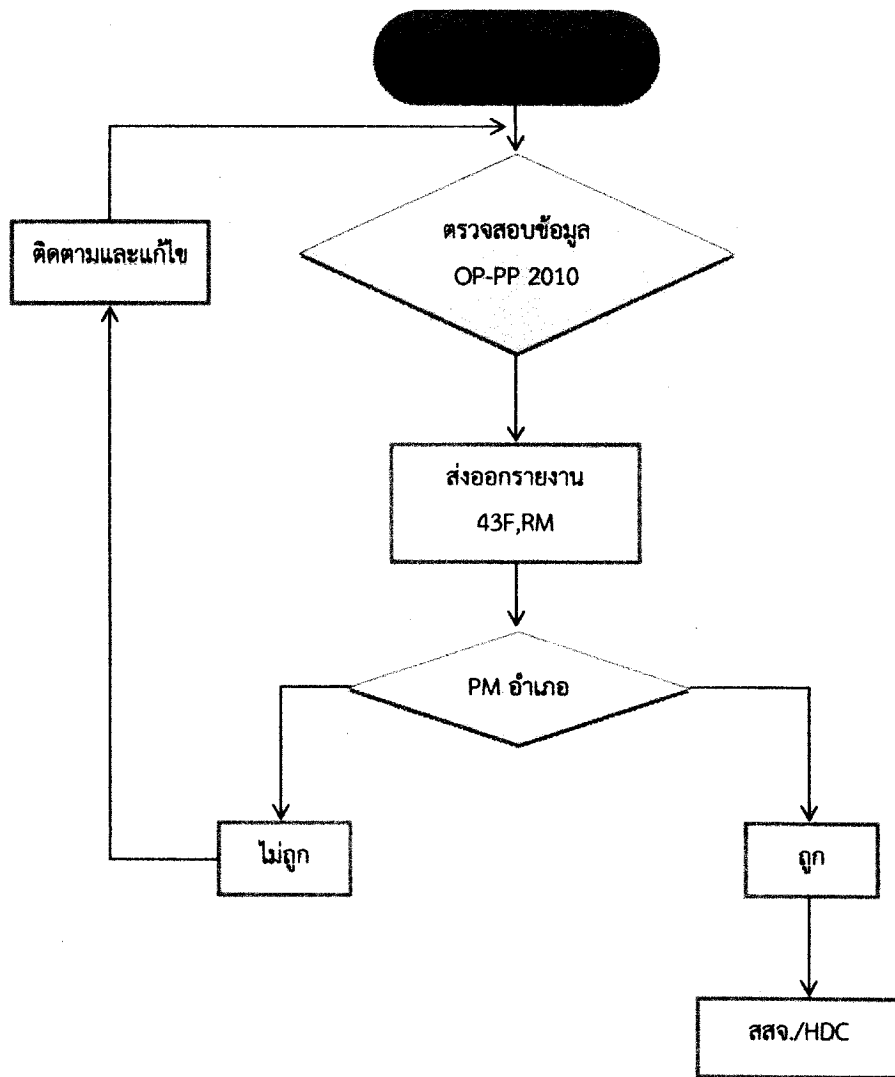 ตรวจสอบข้อมูล
OP-PP 2010
ติดตามและแก้ไข
ส่งออกรายงาน
43F,RM
PM อำเภอ
ไม่ถูก
ถูก
สสจ./HDC